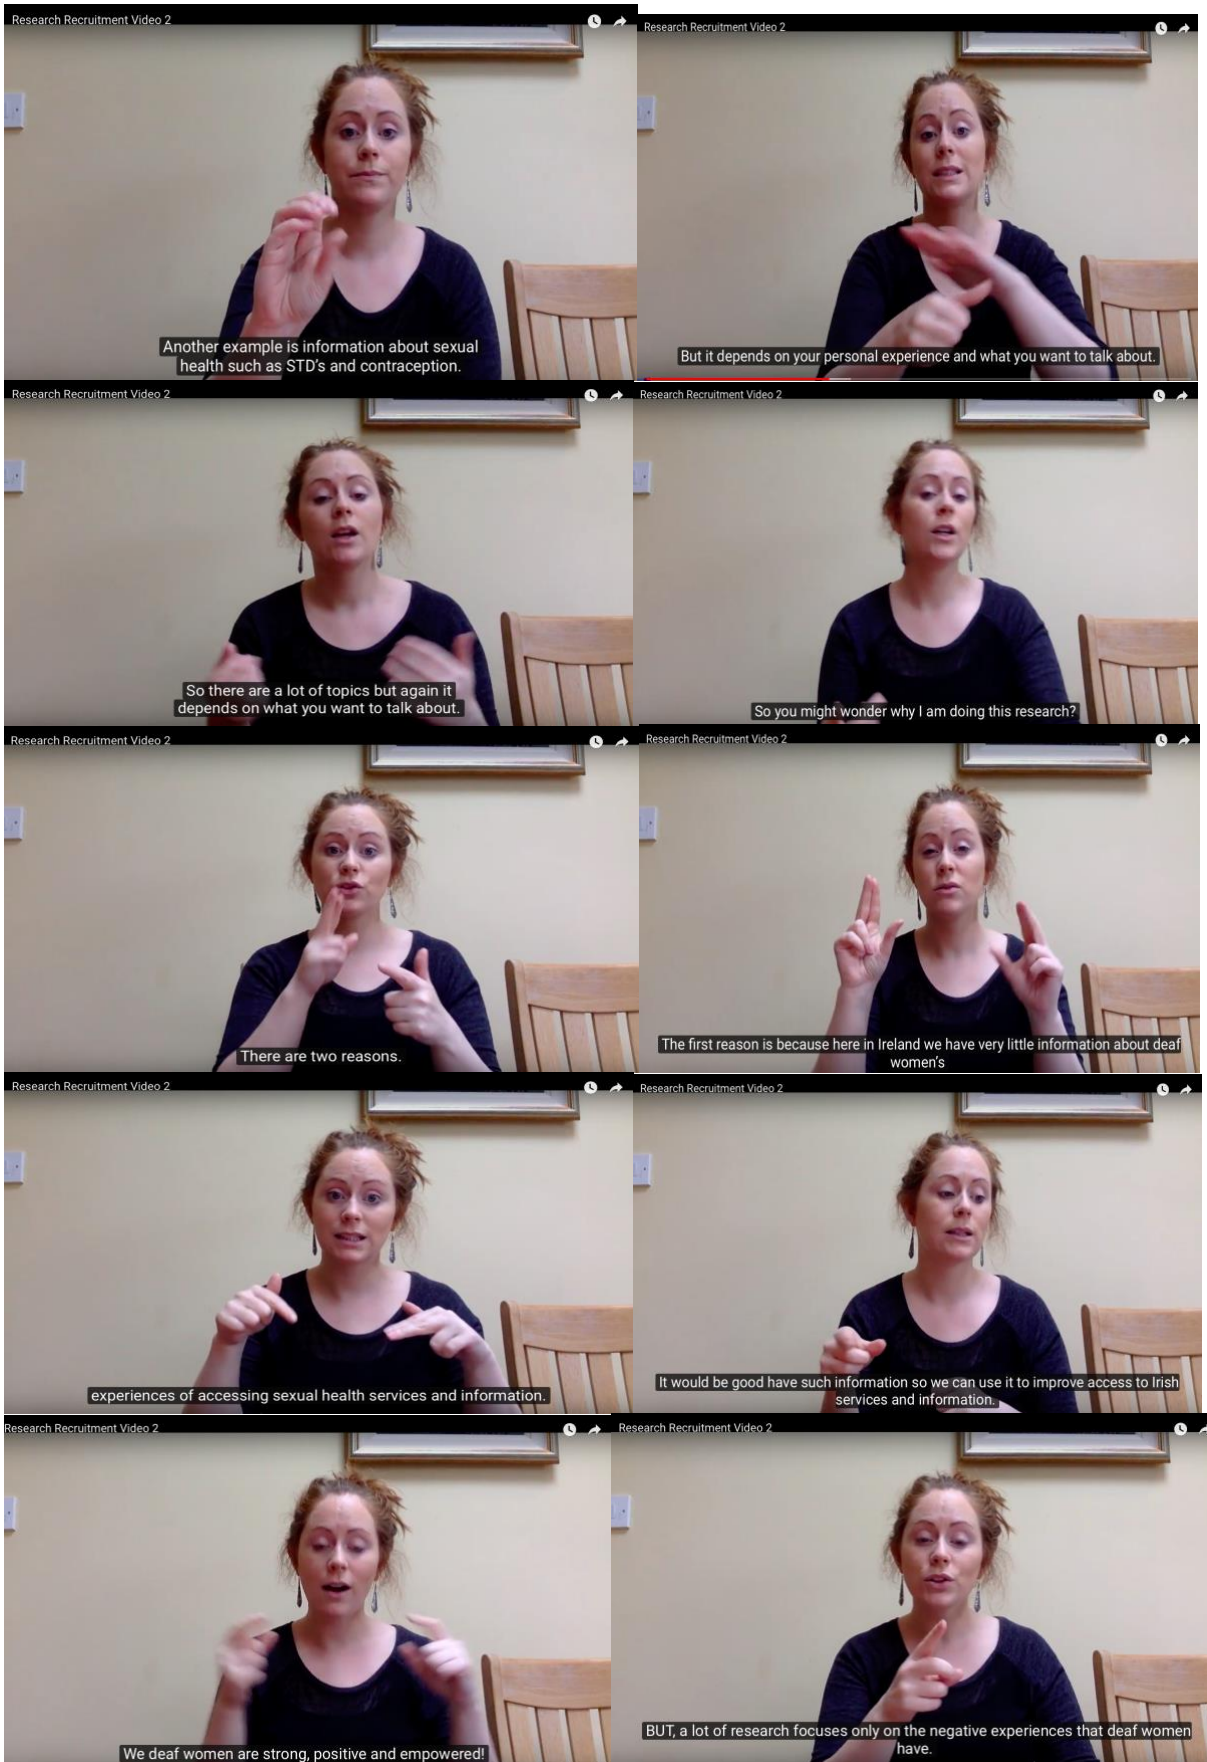 Research Recruitment Video 2
Another example is information about sexual
health such as STD's and contraception.
Research Recruitment Video 2
But it depends on your personal experience and what you want to talk about.
Research Recruitment Video 2
So there are a lot of topics but again it
depends on what you want to talk about.
Research Recruitment Video 2
So you might wonder why I am doing this research?
Research Recruitment Video 2
There are two reasons.
Research Recruitment Video 2
The first reason is because here in Ireland we have very little information about deaf
women's
Research Recruitment Video 2
experiences of accessing sexual health services and information.
Research Recruitment Video 2
It would be good have such information so we can use it to improve access to Irish
services and information.
Research Recruitment Video 2
We deaf women are strong, positive and empowered!
Research Recruitment Video 2
BUT, a lot of research focuses only on the negative experiences that deaf women
have.